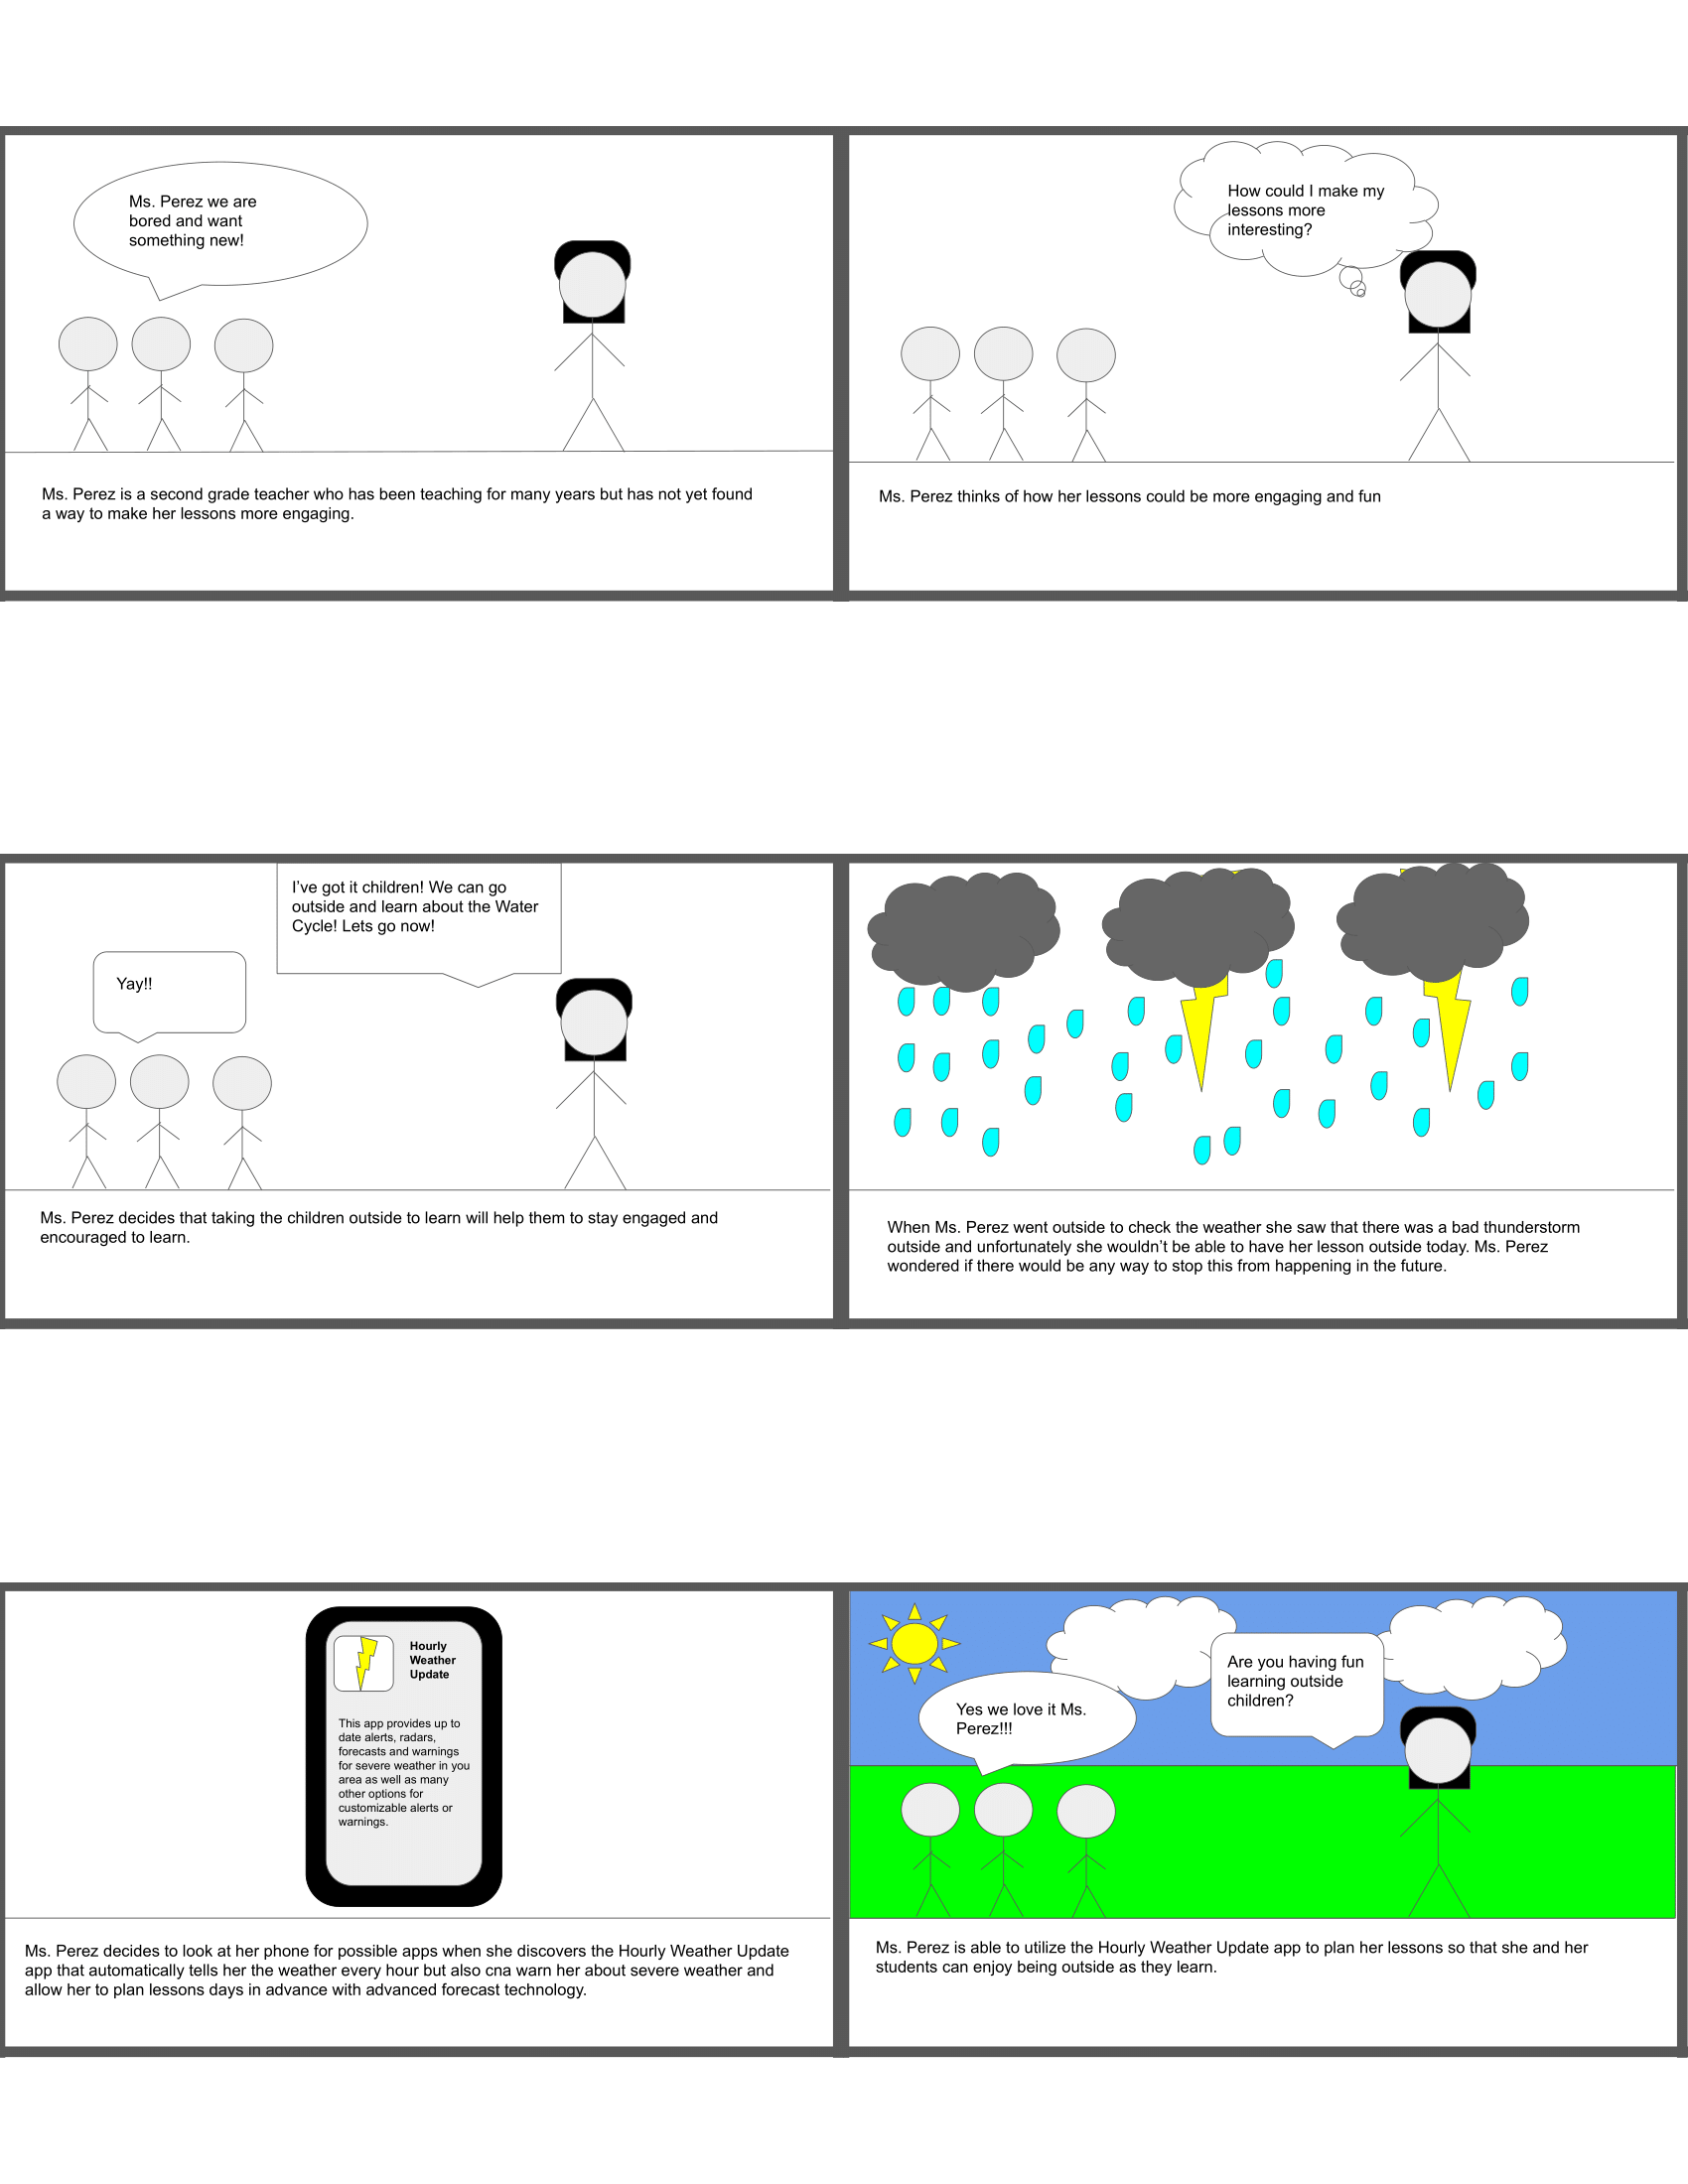 Ms. Perez we are
bored and want
something new!
Ms. Perez is a second grade teacher who has been teaching for many years but has not yet found
a way to make her lessons more engaging.
How could I make my
lessons more
interesting?
Ms. Perez thinks of how her lessons could be more engaging and fun
I've got it children! We can go
outside and learn about the Water
Cycle! Lets go now!
Yay!!
Ms. Perez decides that taking the children outside to learn will help them to stay engaged and
encouraged to learn.
When Ms. Perez went outside to check the weather she saw that there was a bad thunderstorm
outside and unfortunately she wouldn't be able to have her lesson outside today. Ms. Perez
wondered if there would be any way to stop this from happening in the future.
Hourly
Weather
Update
This app provides up to
date alerts, radars,
forecasts and warnings
for severe weather in you
area as well as many
other options for
customizable alerts or
warnings.
Ms. Perez decides to look at her phone for possible apps when she discovers the Hourly Weather Update
app that automatically tells her the weather every hour but also cna warn her about severe weather and
allow her to plan lessons days in advance with advanced forecast technology.
Are you having fun
learning outside
children?
Yes we love it Ms.
Perez!!!
Ms. Perez is able to utilize the Hourly Weather Update app to plan her lessons so that she and her
students can enjoy being outside as they learn.